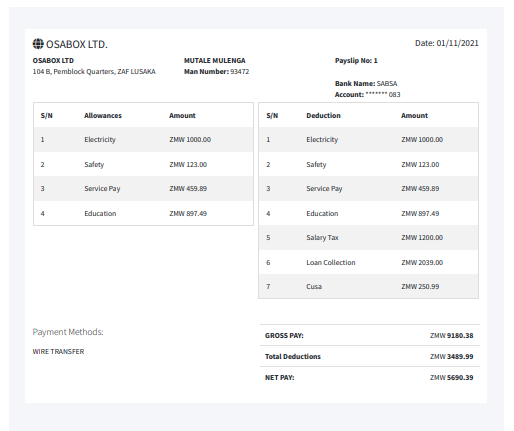 OSABOX LTD.
Date: 01/11/2021
OSABOX LTD
104 B, Pemblock Quarters, ZAF LUSAKA
MUTALE MULENGA
Man Number: 93472
Payslip No: 1
Bank Name: SABSA
Account: ******* 083
S/N Allowances Amount
1 Electricity ZMW 1000.00
2 Safety ZMW 123.00
3 Service Pay ZMW 459.89
4 Education ZMW 897.49
S/N Deduction Amount
1 Electricity ZMW 1000.00
2 Safety ZMW 123.00
3 Service Pay ZMW 459.89
4 Education ZMW 897.49
5 Salary Tax ZMW 1200.00
6 Loan Collection ZMW 2039.00
7 Cusa ZMW 250.99
Payment Methods:
WIRE TRANSFER
GROSS PAY: ZMW 9180.38
Total Deductions ZMW 3489.99
NET PAY: ZMW 5690.39